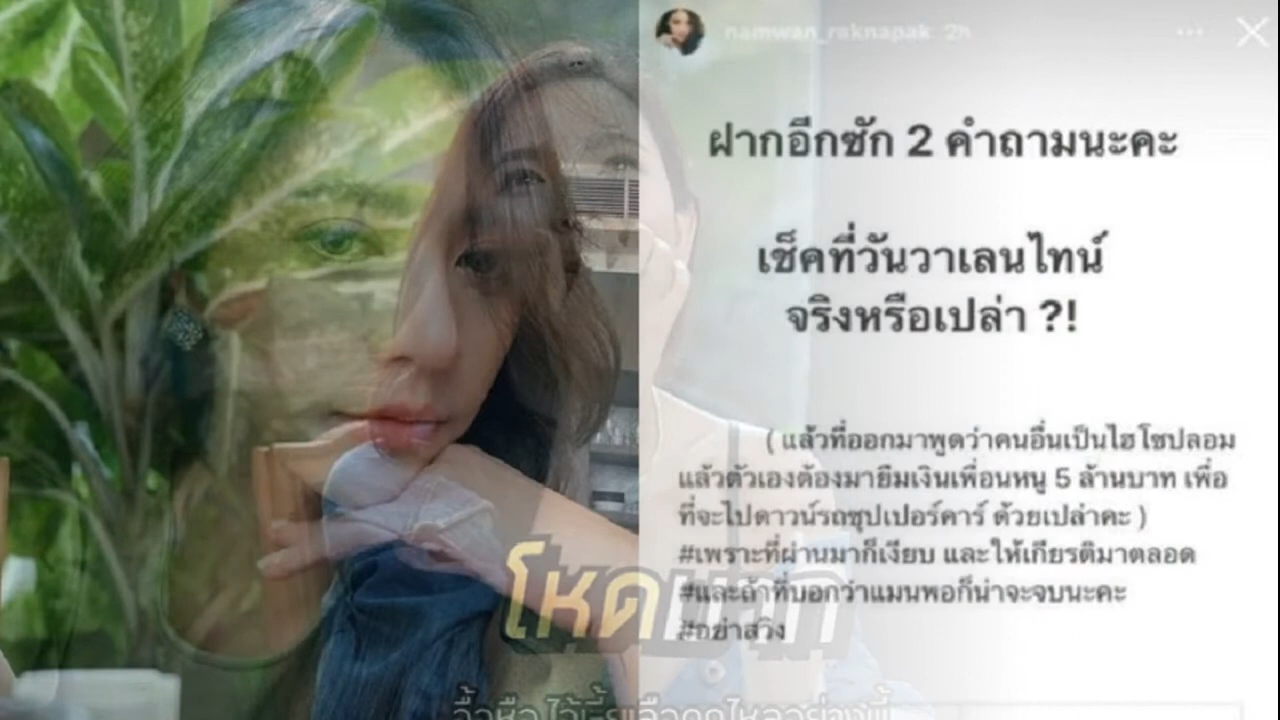 namwan_raknapak 2h
ฝากอีกซัก 2 คำถามนะคะ
เช็คที่วันวาเลนไทน์
จริงหรือเปล่า ?!
( แล้วที่ออกมาพูดว่าคนอื่นเป็นไฮโซปลอม
แล้วตัวเองต้องมายืมเงินเพื่อนหนู 5 ล้านบาท เพื่อ
ที่จะไปดาวน์รถซุปเปอร์คาร์ ด้วยเปล่าคะ )
#เพราะที่ผ่านมาก็เงียบ และให้เกียรติมาตลอด
#และถ้าที่บอกว่าแมนพอก็น่าจะจบนะคะ
#อย่าสวิง
โหดมาก